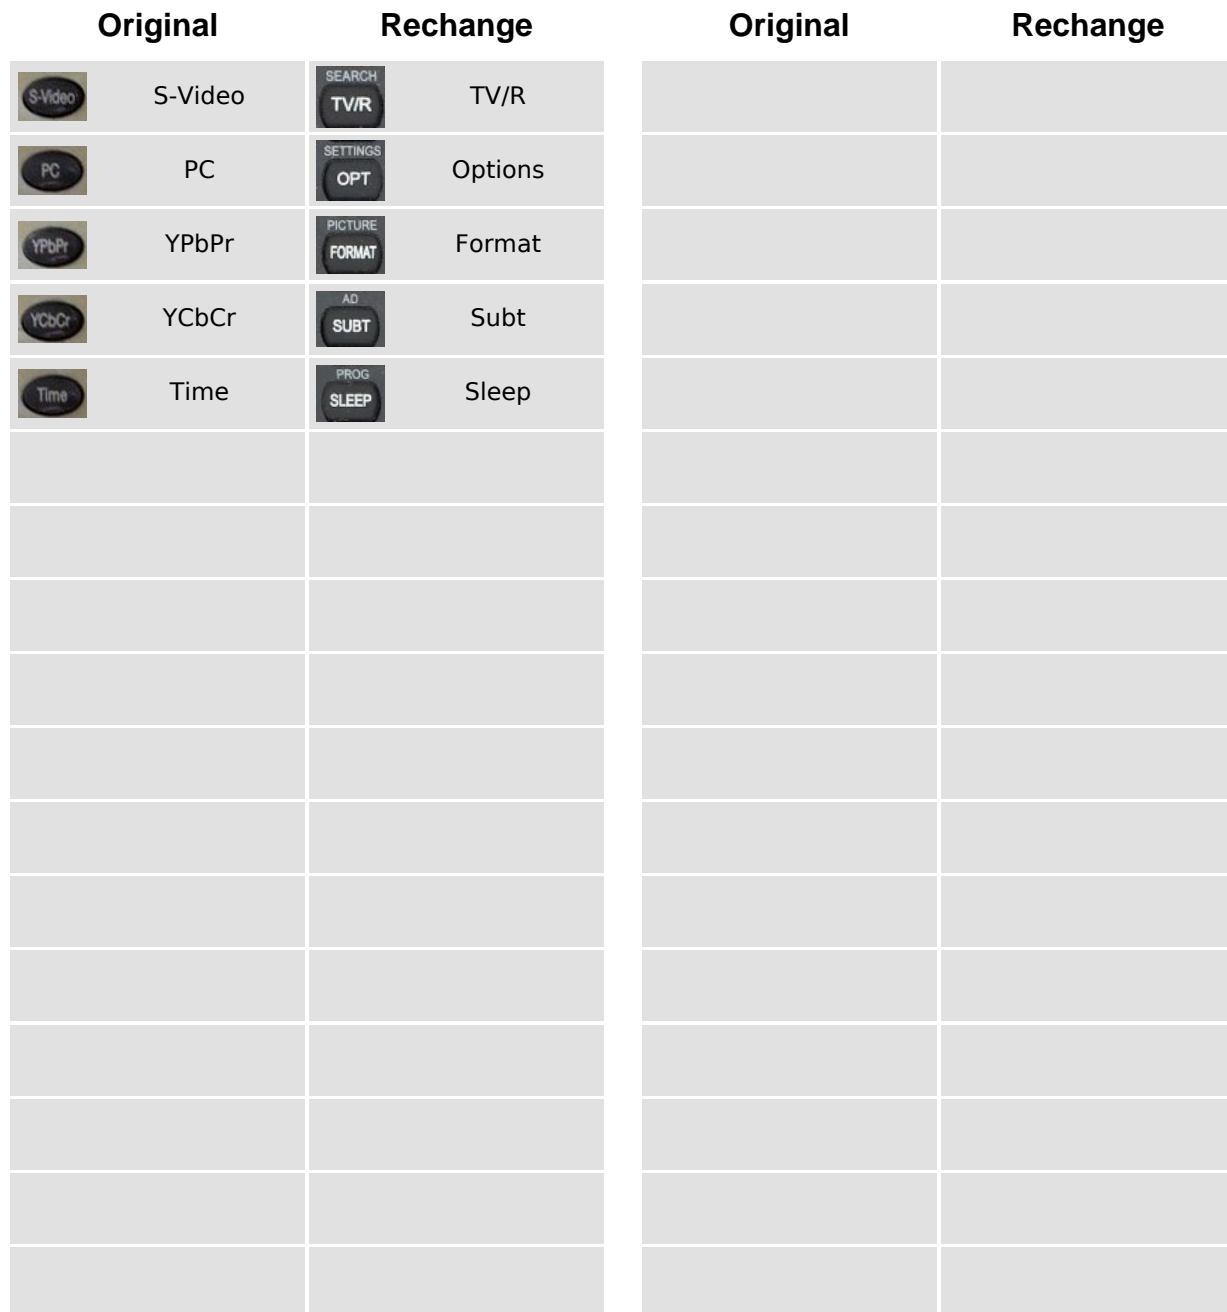 Original Rechange Original Rechange
S-Video S-Video SEARCH TV/R TV/R
PC PC SETTINGS OPT Options
YPbPr YPbPr PICTURE FORMAT Format
YCbCr YCbCr AD SUBT Subt
Time Time PROG SLEEP Sleep